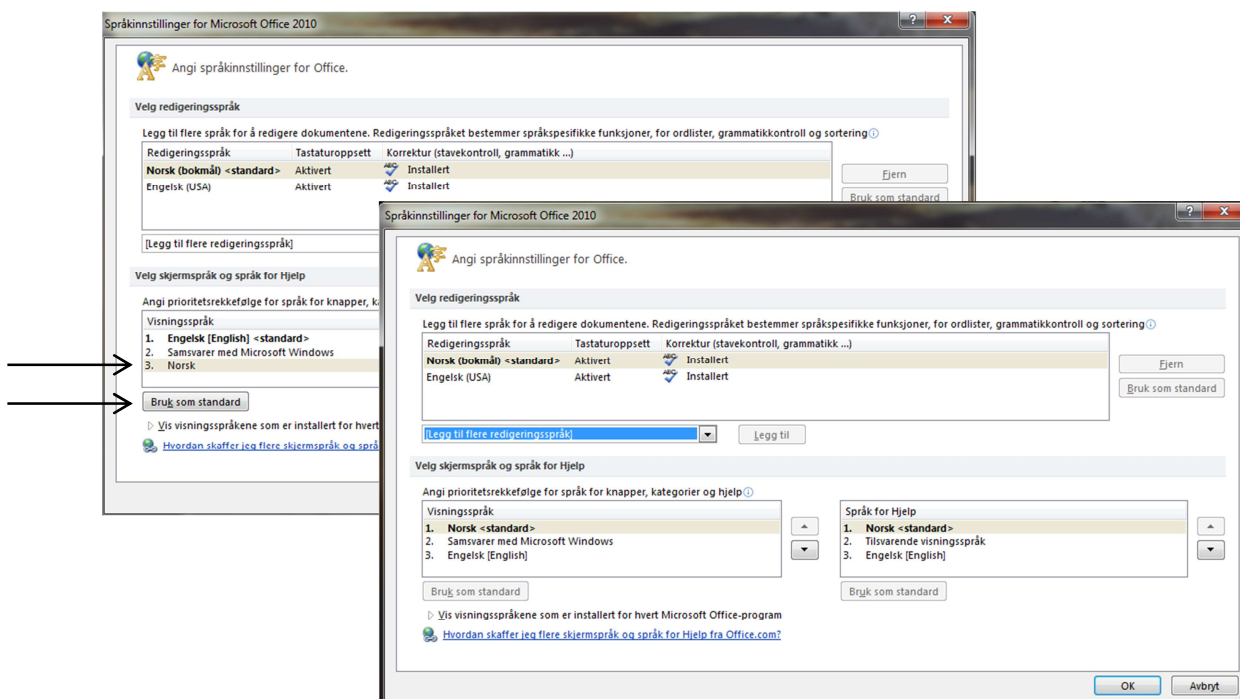 Språkinnstillinger for Microsoft Office 2010
Angi språkinnstillinger for Office.
Velg redigeringsspråk
Legg til flere språk for å redigere dokumentene. Redigeringsspråket bestemmer språkspesifikke funksjoner, for ordlister, grammatikkontroll og sortering
Redigeringsspråk Tastaturoppsett Korrektur (stavekontroll, grammatikk ...)
Norsk (bokmål) <standard> Aktivert Installert
Engelsk (USA) Aktivert Installert
Fjern
Bruk som standard
[Legg til flere redigeringsspråk]
Velg skjermspråk og språk for Hjelp
Angi prioritetsrekkefølge for språk for knapper,
Visningsspråk
1. Engelsk [English] <standard>
2. Samsvarer med Microsoft Windows
3. Norsk
Bruk som standard
Vis visningsspråkene som er installert for hvert
Hvordan skaffer jeg flere skjermspråk og språ
Språkinnstillinger for Microsoft Office 2010
Angi språkinnstillinger for Office.
Velg redigeringsspråk
Legg til flere språk for å redigere dokumentene. Redigeringsspråket bestemmer språkspesifikke funksjoner, for ordlister, grammatikkontroll og sortering
Redigeringsspråk Tastaturoppsett Korrektur (stavekontroll, grammatikk ...)
Norsk (bokmål) <standard> Aktivert Installert
Engelsk (USA) Aktivert Installert
Fjern
Bruk som standard
[Legg til flere redigeringsspråk] Legg til
Velg skjermspråk og språk for Hjelp
Angi prioritetsrekkefølge for språk for knapper, kategorier og hjelp
Visningsspråk
1. Norsk <standard>
2. Samsvarer med Microsoft Windows
3. Engelsk [English]
Bruk som standard
Språk for Hjelp
1. Norsk <standard>
2. Tilsvarende visningsspråk
3. Engelsk [English]
Bruk som standard
Vis visningsspråkene som er installert for hvert Microsoft Office-program
Hvordan skaffer jeg flere skjermspråk og språk for Hjelp fra Office.com?
OK Avbryt